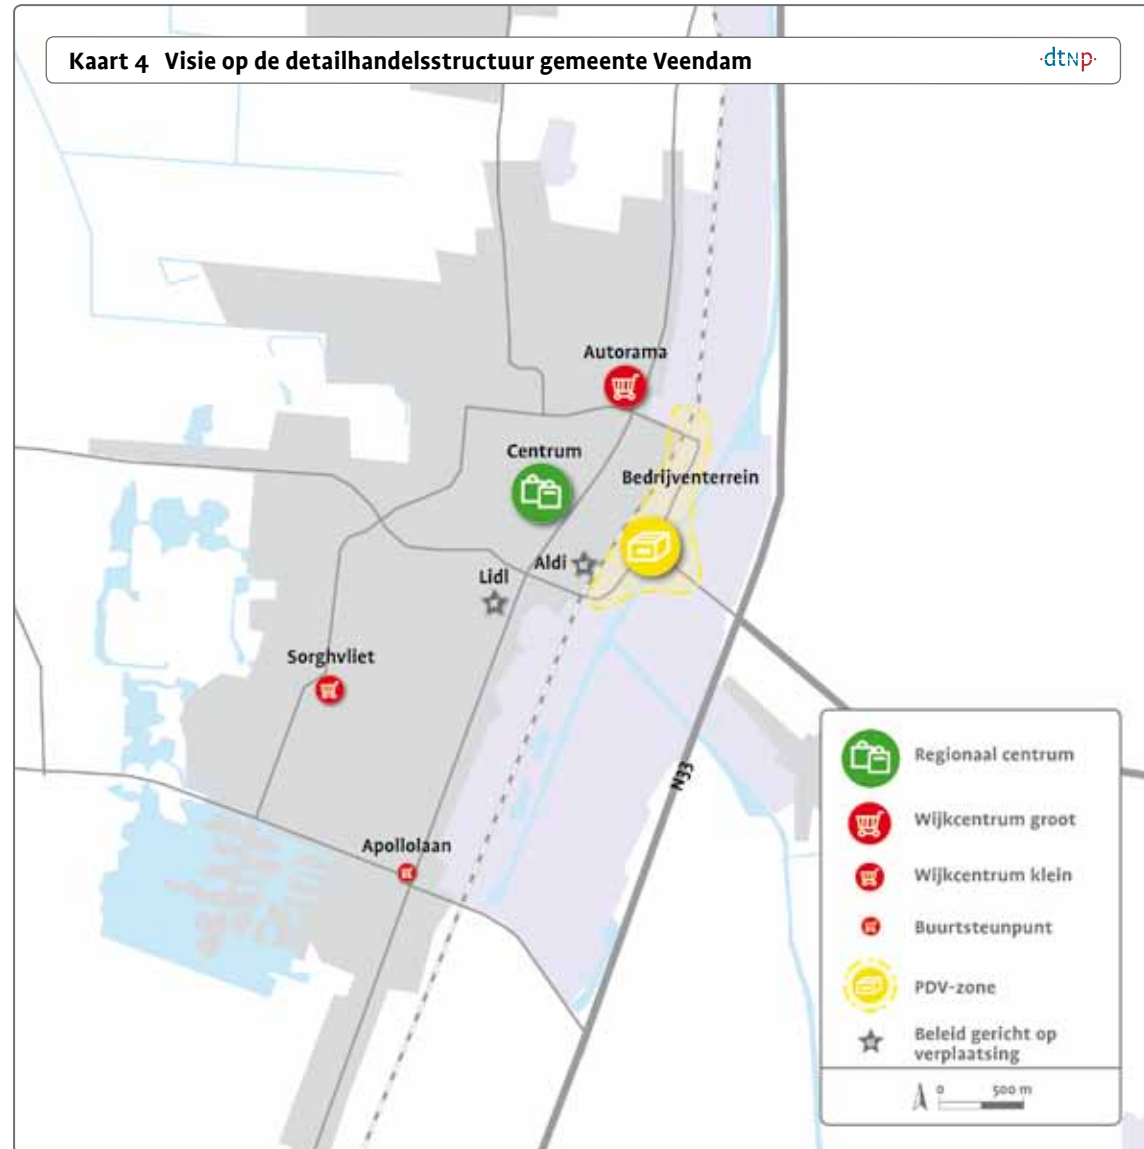 Kaart 4 Visie op de detailhandelsstructuur gemeente Veendam
·dtnp·
Autorama
Centrum
Bedrijventerrein
Aldi
Lidl
Sorghvliet
N33
Apollolaan
Regionaal centrum
Wijkcentrum groot
Wijkcentrum klein
Buurtsteunpunt
PDV-zone
Beleid gericht op
verplaatsing
0 500 m